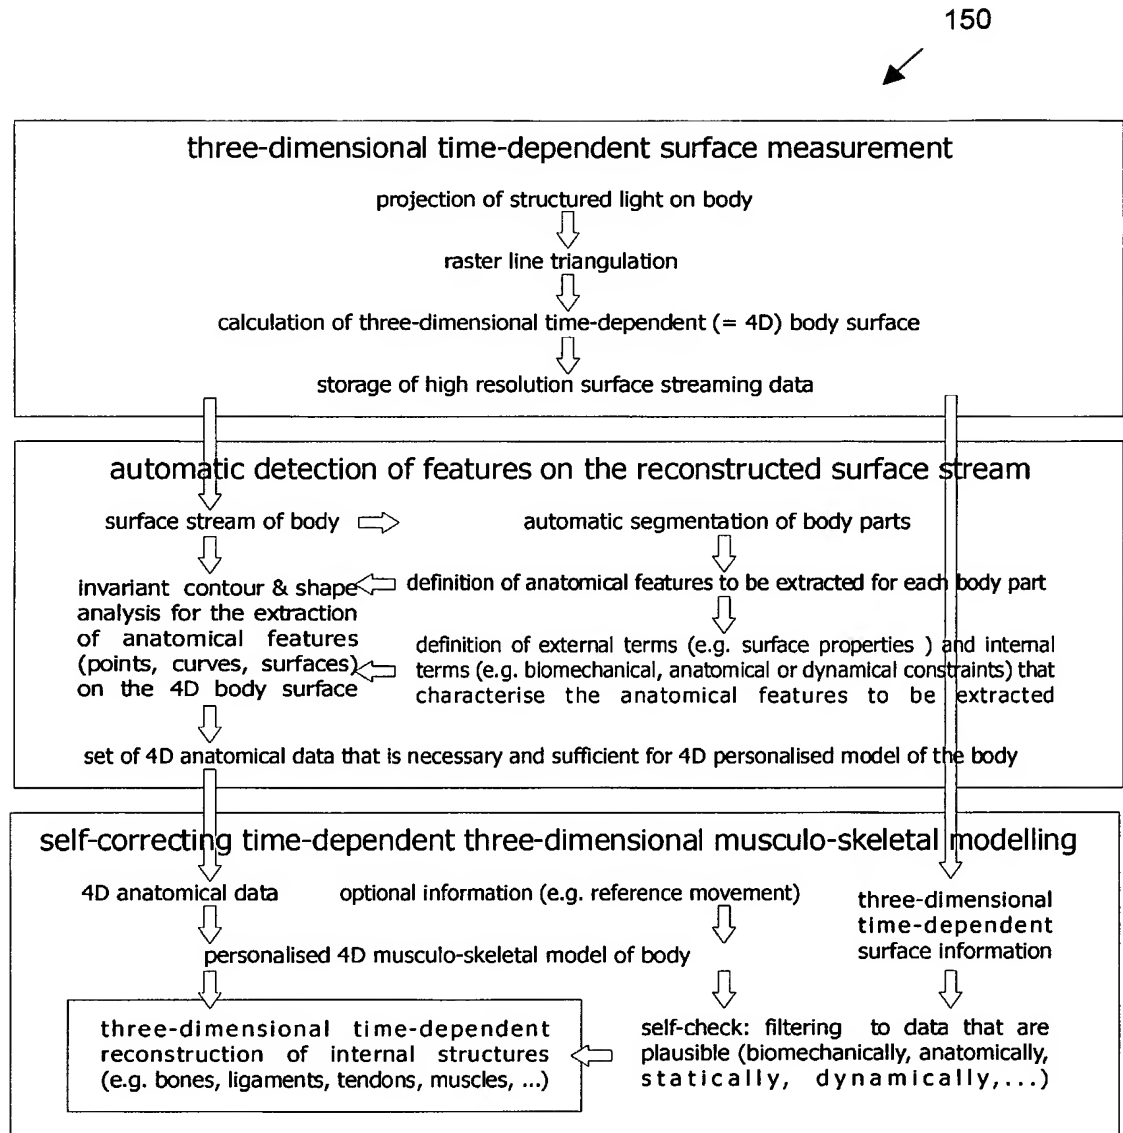 150
three-dimensional time-dependent surface measurement
projection of structured light on body
raster line triangulation
calculation of three-dimensional time-dependent (= 4D) body surface
storage of high resolution surface streaming data
automatic detection of features on the reconstructed surface stream
surface stream of body
automatic segmentation of body parts
invariant contour & shape
analysis for the extraction
of anatomical features
(points, curves, surfaces)
on the 4D body surface
definition of anatomical features to be extracted for each body part
definition of external terms (e.g. surface properties ) and internal
terms (e.g. biomechanical, anatomical or dynamical constraints) that
characterise the anatomical features to be extracted
set of 4D anatomical data that is necessary and sufficient for 4D personalised model of the body
self-correcting time-dependent three-dimensional musculo-skeletal modelling
4D anatomical data
optional information (e.g. reference movement)
three-dimensional
time-dependent
surface information
personalised 4D musculo-skeletal model of body
three-dimensional time-dependent
reconstruction of internal structures
(e.g. bones, ligaments, tendons, muscles, ...)
self-check: filtering to data that are
plausible (biomechanically, anatomically,
statically, dynamically,...)